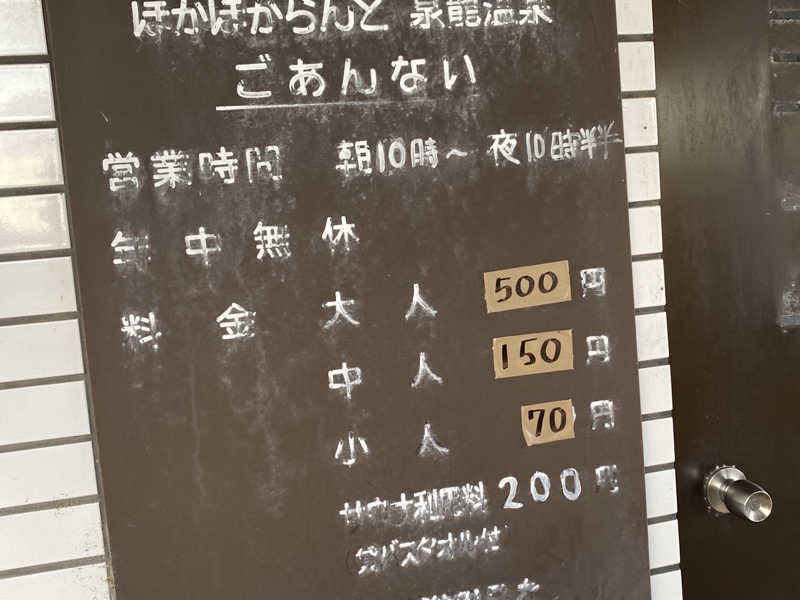 ぽかぽからんど 泉龍温泉
ごあんない
営業時間 朝10時～夜10時半
年中無休
料金 大人 500円
中人 150円
小人 70円
サウナ利用料 200円
貸バスタオル付